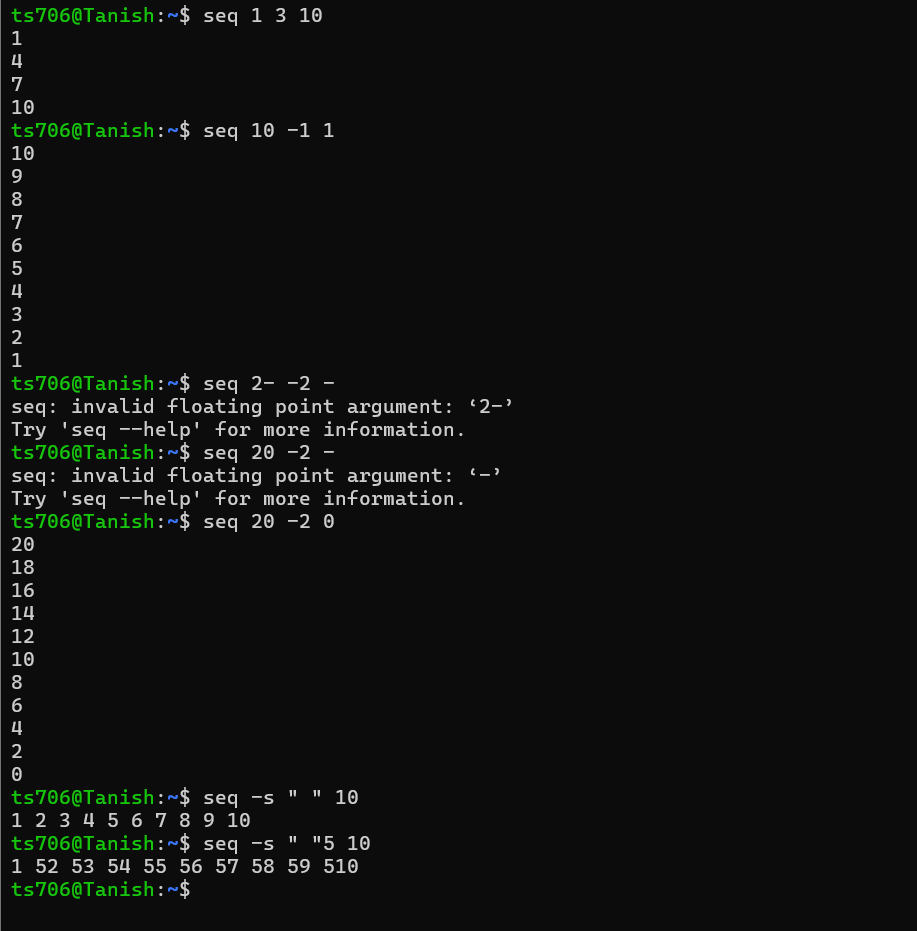 ts706@Tanish:~$ seq 1 3 10
1
4
7
10
ts706@Tanish:~$ seq 10 -1 1
10
9
8
7
6
5
4
3
2
1
ts706@Tanish:~$ seq 2- -2 -
seq: invalid floating point argument: ‘2-’
Try 'seq --help' for more information.
ts706@Tanish:~$ seq 20 -2 -
seq: invalid floating point argument: ‘-’
Try 'seq --help' for more information.
ts706@Tanish:~$ seq 20 -2 0
20
18
16
14
12
10
8
6
4
2
0
ts706@Tanish:~$ seq -s " " 10
1 2 3 4 5 6 7 8 9 10
ts706@Tanish:~$ seq -s " "5 10
1 52 53 54 55 56 57 58 59 510
ts706@Tanish:~$